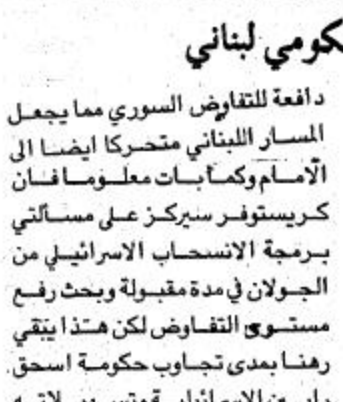 كومي لبناني
دافعة للتفاوض السوري مما يجعل
المسار اللبناني متحركا ايضا الى
الأمام وكما بات معلوما فان
كريستوفر سيركز على مسألتي
برمجة الانسحاب الاسرائيلي من
الجولان في مدة مقبولة وبحث رفع
مستوى التفاوض لكن هذا يبقي
رهنا بمدى تجاوب حكومة اسحق